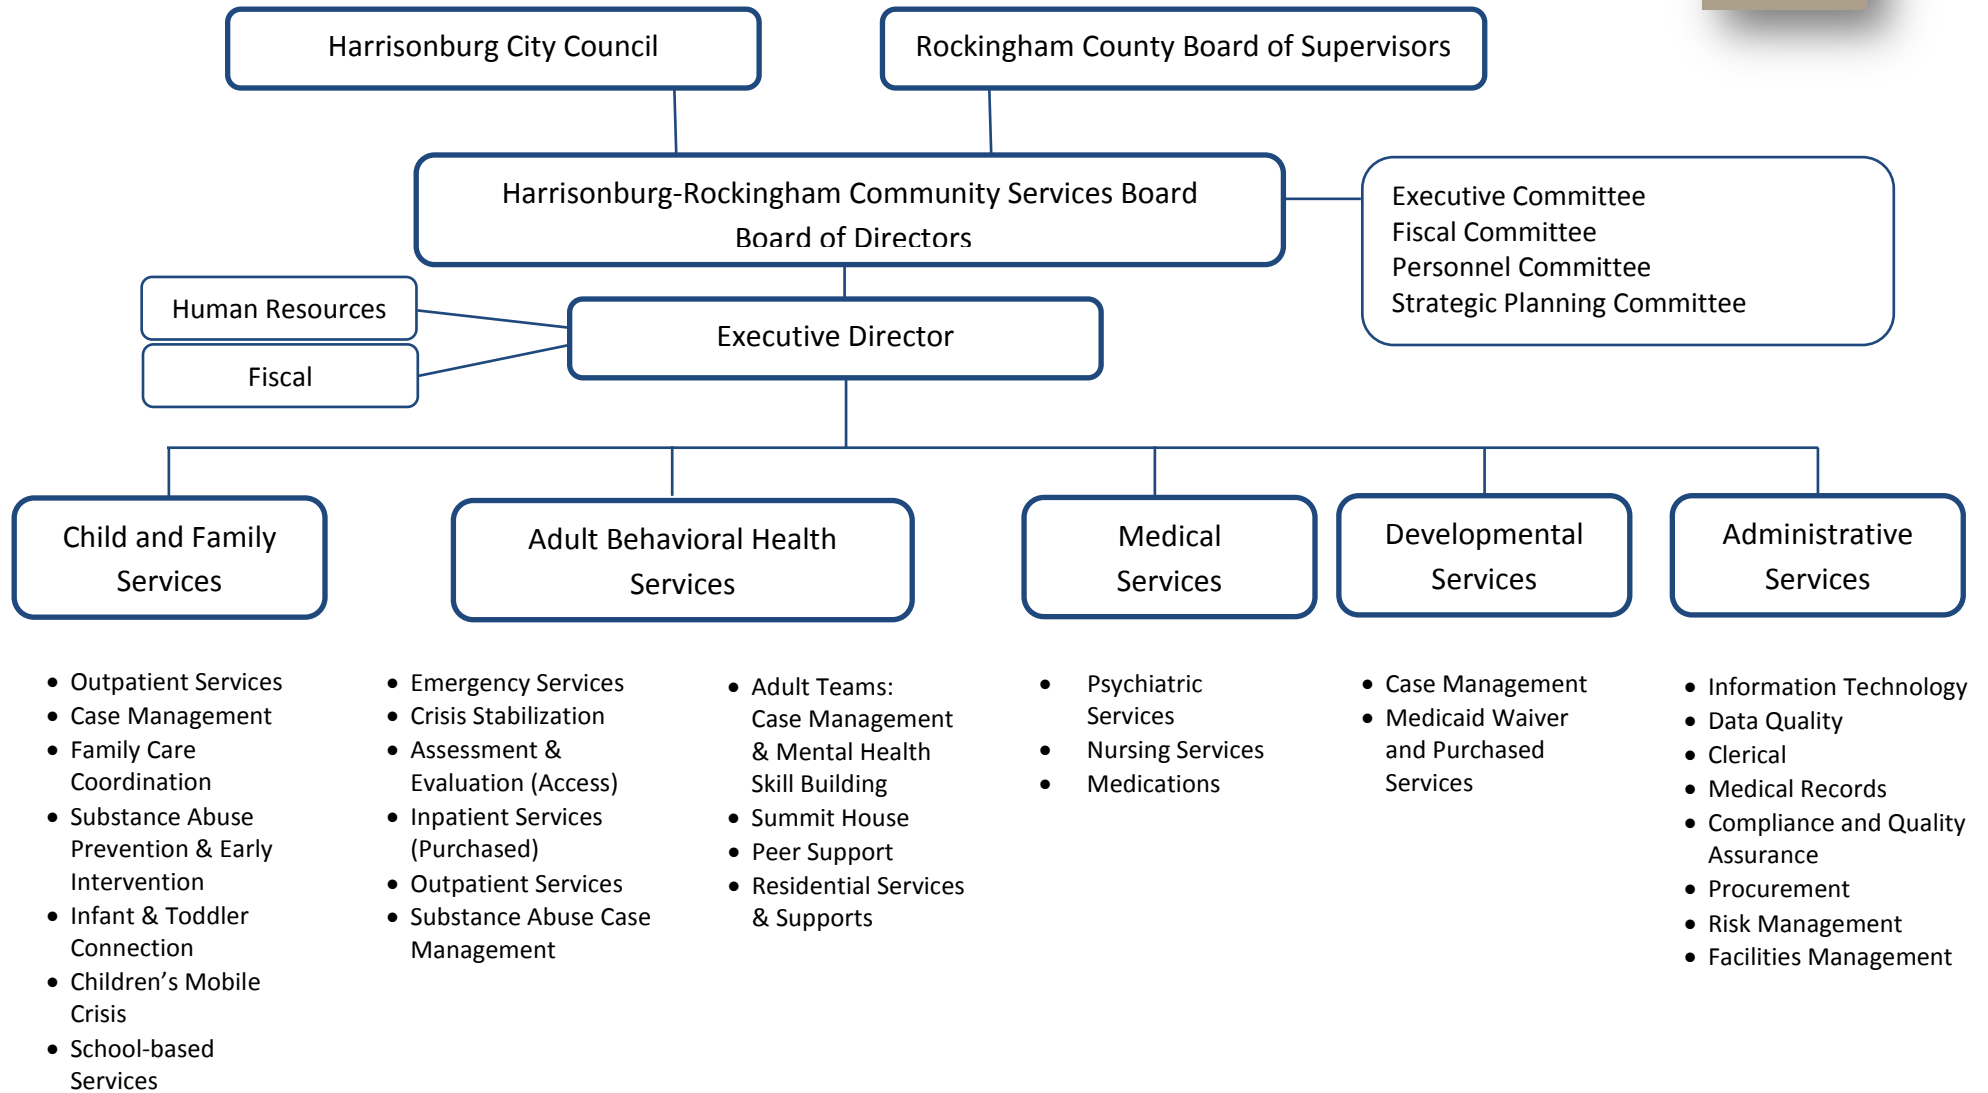 Harrisonburg City Council
Rockingham County Board of Supervisors
Harrisonburg-Rockingham Community Services Board
Board of Directors
Executive Committee
Fiscal Committee
Personnel Committee
Strategic Planning Committee
Human Resources
Fiscal
Executive Director
Child and Family
Services
Adult Behavioral Health
Services
Medical
Services
Developmental
Services
Administrative
Services
• Outpatient Services
• Case Management
• Family Care
Coordination
• Substance Abuse
Prevention & Early
Intervention
• Infant & Toddler
Connection
• Children’s Mobile
Crisis
• School-based
Services
• Emergency Services
• Crisis Stabilization
• Assessment &
Evaluation (Access)
• Inpatient Services
(Purchased)
• Outpatient Services
• Substance Abuse Case
Management
• Adult Teams:
Case Management
& Mental Health
Skill Building
• Summit House
• Peer Support
• Residential Services
& Supports
• Psychiatric
Services
• Nursing Services
• Medications
• Case Management
• Medicaid Waiver
and Purchased
Services
• Information Technology
• Data Quality
• Clerical
• Medical Records
• Compliance and Quality
Assurance
• Procurement
• Risk Management
• Facilities Management